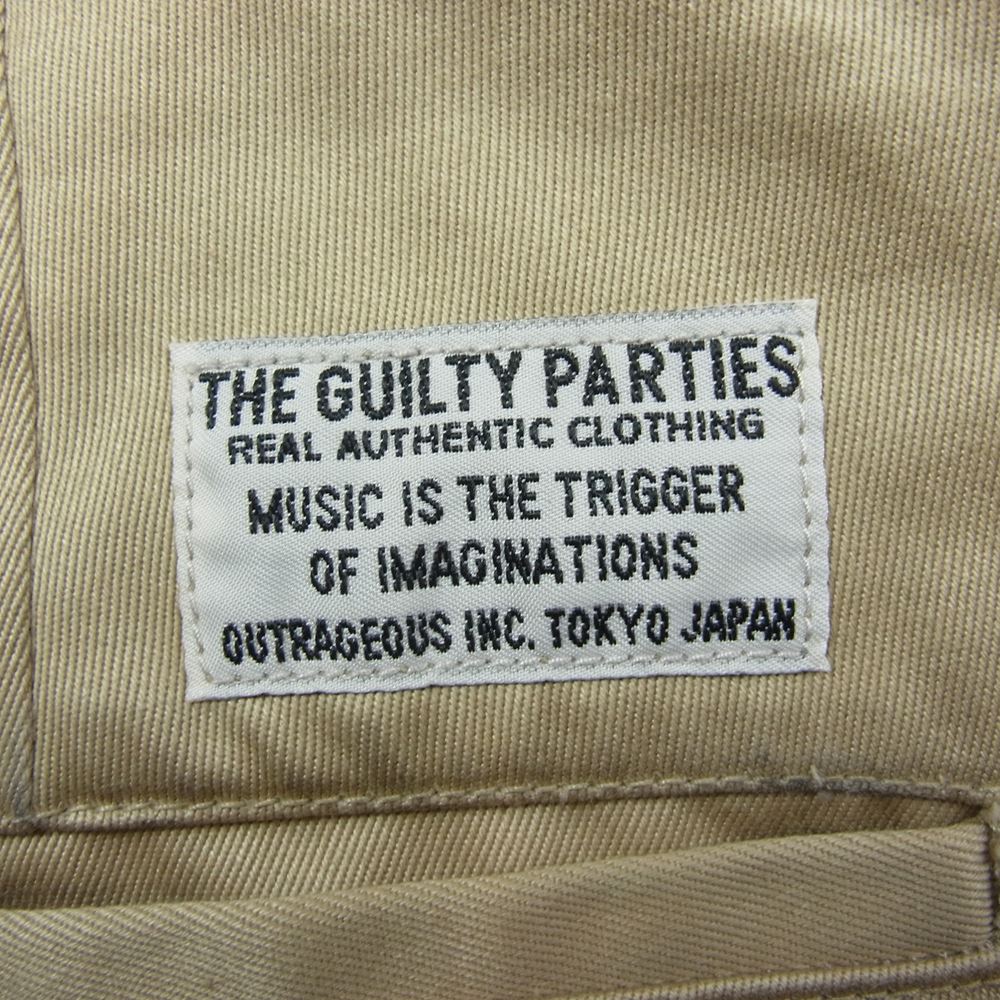 THE GUILTY PARTIES
REAL AUTHENTIC CLOTHING
MUSIC IS THE TRIGGER
OF IMAGINATIONS
OUTRAGEOUS INC. TOKYO JAPAN